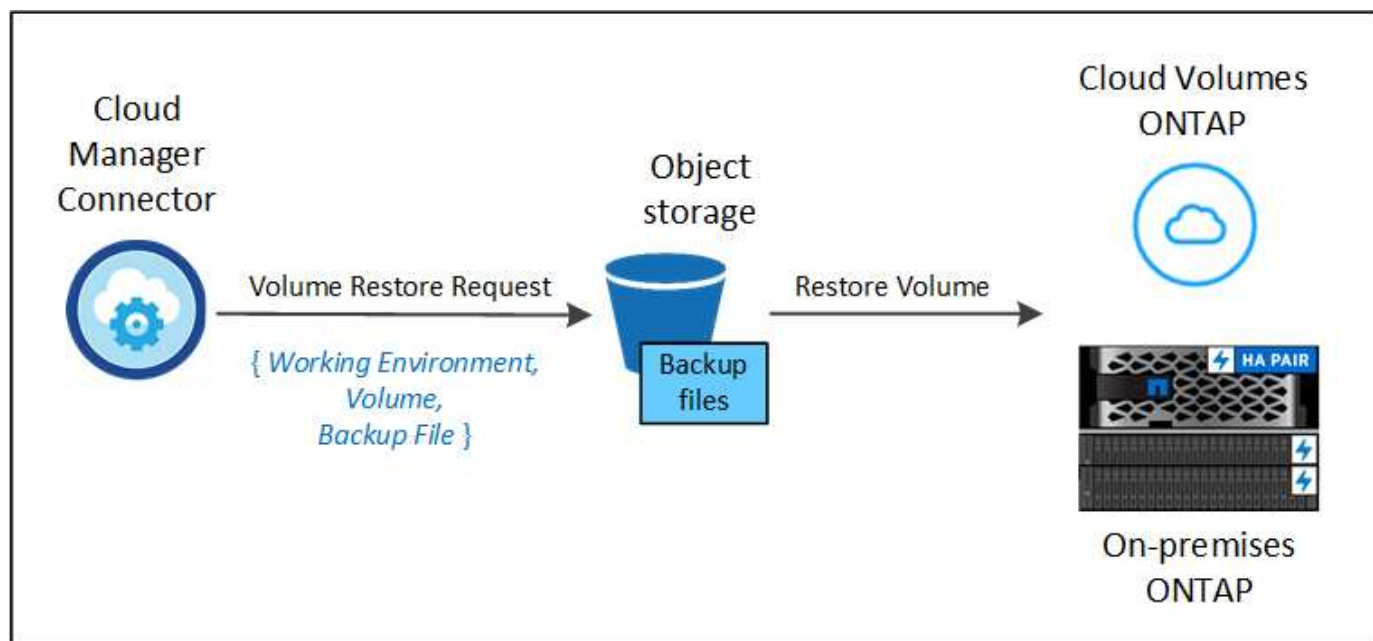 Cloud
Manager
Connector
Volume Restore Request
{ Working Environment,
Volume,
Backup File }
Object
storage
Backup
files
Restore Volume
Cloud Volumes
ONTAP
HA PAIR
On-premises
ONTAP